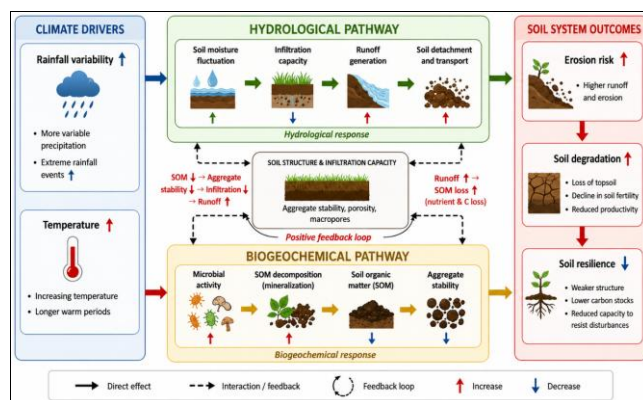 CLIMATE DRIVERS
Rainfall variability ↑
• More variable
precipitation
• Extreme rainfall
events ↑
Temperature ↑
• Increasing temperature
• Longer warm periods
HYDROLOGICAL PATHWAY
Soil moisture
fluctuation
Infiltration
capacity
Runoff
generation
Soil detachment
and transport
↑
↓
↑
↑
Hydrological response
SOM ↓ → Aggregate
stability ↓ → Infiltration ↓
→ Runoff ↑
SOIL STRUCTURE & INFILTRATION CAPACITY
Aggregate stability, porosity,
macropores
Runoff ↑ →
SOM loss ↑
(nutrient & C loss)
Positive feedback loop
BIOGEOCHEMICAL PATHWAY
Microbial
activity
SOM decomposition
(mineralization)
Soil organic
matter (SOM)
Aggregate
stability
↑
↑
↓
↓
Biogeochemical response
SOIL SYSTEM OUTCOMES
Erosion risk ↑
• Higher runoff
and erosion
Soil degradation ↑
• Loss of topsoil
• Decline in soil fertility
• Reduced productivity
Soil resilience ↓
• Weaker structure
• Lower carbon stocks
• Reduced capacity to
resist disturbances
Direct effect
Interaction / feedback
Feedback loop
↑ Increase
↓ Decrease